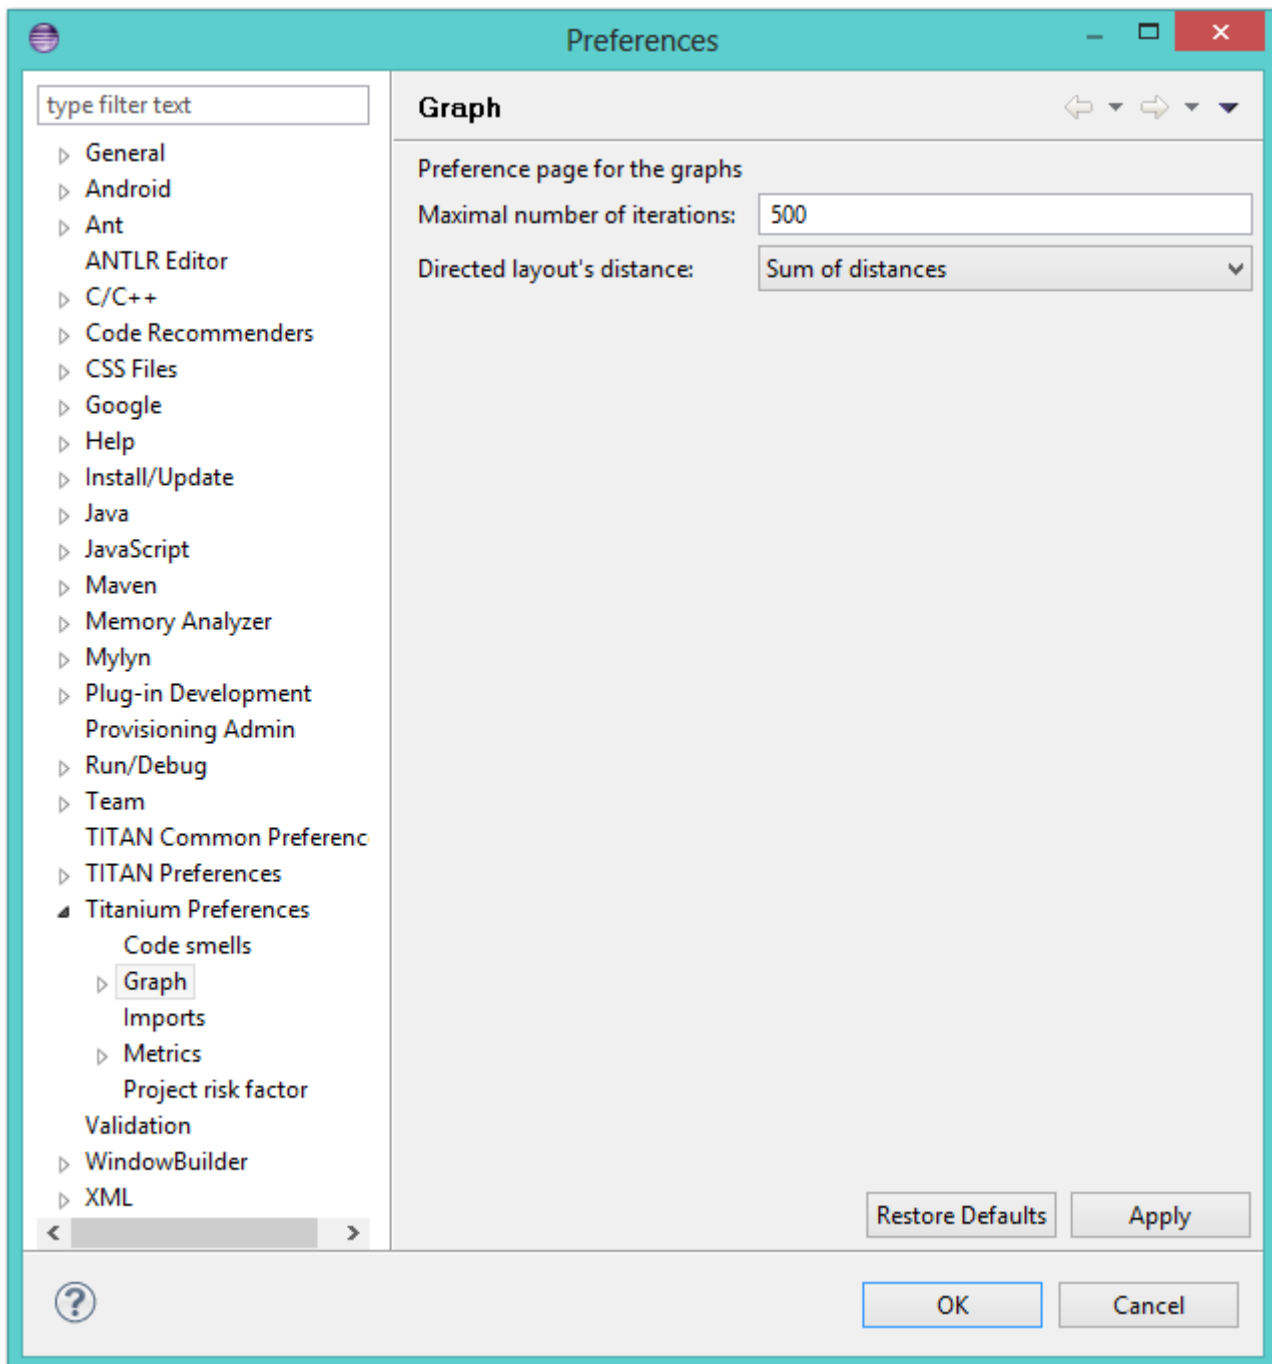 Preferences
type filter text
General
Android
Ant
ANTLR Editor
C/C++
Code Recommenders
CSS Files
Google
Help
Install/Update
Java
JavaScript
Maven
Memory Analyzer
Mylyn
Plug-in Development
Provisioning Admin
Run/Debug
Team
TITAN Common Preferenc
TITAN Preferences
Titanium Preferences
Code smells
Graph
Imports
Metrics
Project risk factor
Validation
WindowBuilder
XML
Graph
Preference page for the graphs
Maximal number of iterations: 500
Directed layout's distance: Sum of distances
Restore Defaults Apply
OK Cancel